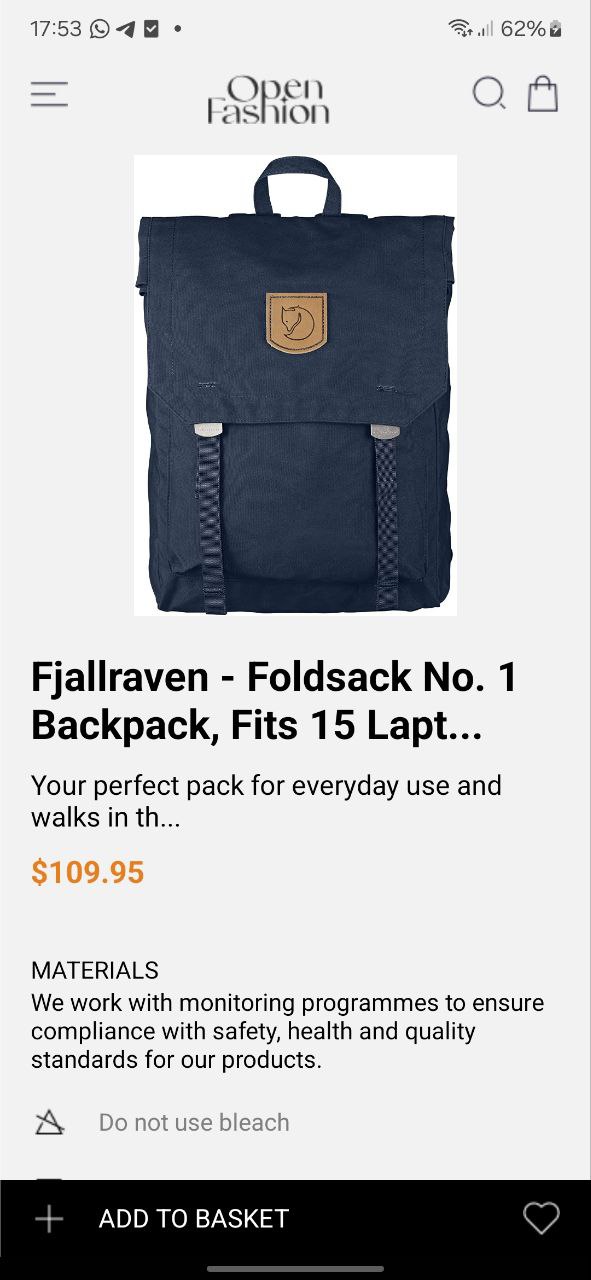 17:53
62%
Open
Fashion
Fjallraven - Foldsack No. 1
Backpack, Fits 15 Lapt...
Your perfect pack for everyday use and
walks in th...
$109.95
MATERIALS
We work with monitoring programmes to ensure
compliance with safety, health and quality
standards for our products.
Do not use bleach
ADD TO BASKET